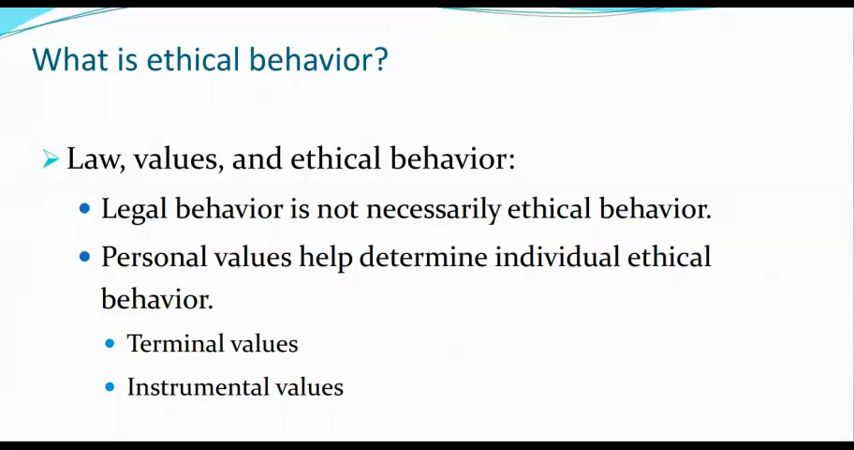 What is ethical behavior?
Law, values, and ethical behavior:
Legal behavior is not necessarily ethical behavior.
Personal values help determine individual ethical
behavior.
Terminal values
Instrumental values